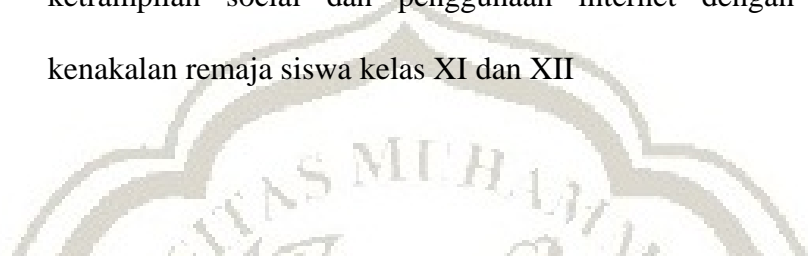 ketrampilan social dan penggunaan internet dengan
kenakalan remaja siswa kelas XI dan XII